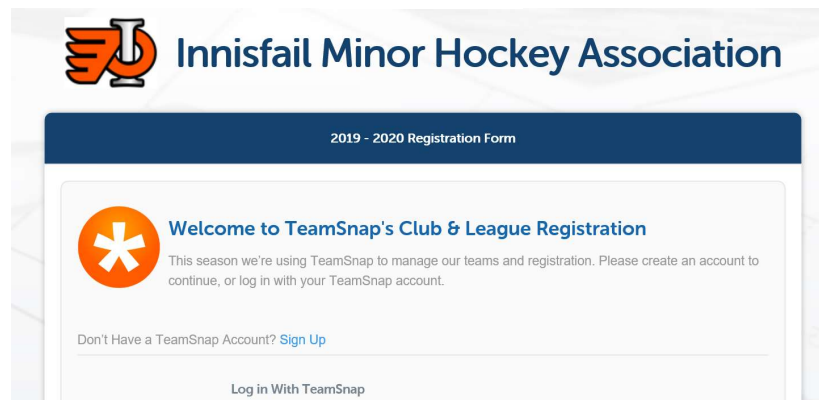 Innisfail Minor Hockey Association
2019 - 2020 Registration Form
Welcome to TeamSnap's Club & League Registration
This season we're using TeamSnap to manage our teams and registration. Please create an account to
continue, or log in with your TeamSnap account.
Don't Have a TeamSnap Account? Sign Up
Log in With TeamSnap